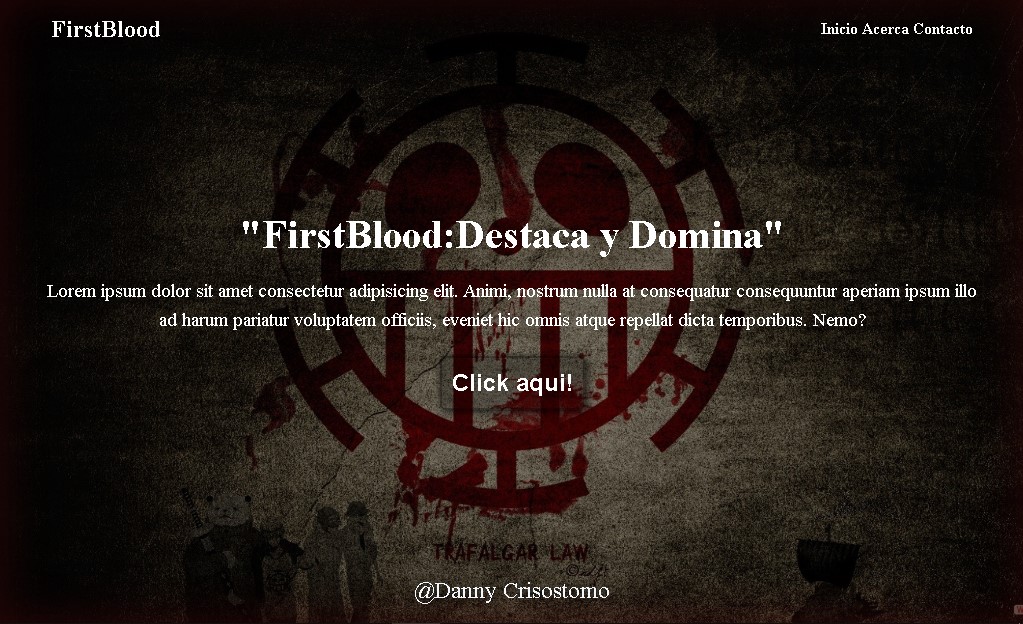 FirstBlood
Inicio Acerca Contacto
"FirstBlood:Destaca y Domina"
Lorem ipsum dolor sit amet consectetur adipisicing elit. Animi, nostrum nulla at consequatur consequuntur aperiam ipsum illo
ad harum pariatur voluptatem officiis, eveniet hic omnis atque repellat dicta temporibus. Nemo?
Click aqui!
TRAFALGAR LAW
@Danny Crisostomo